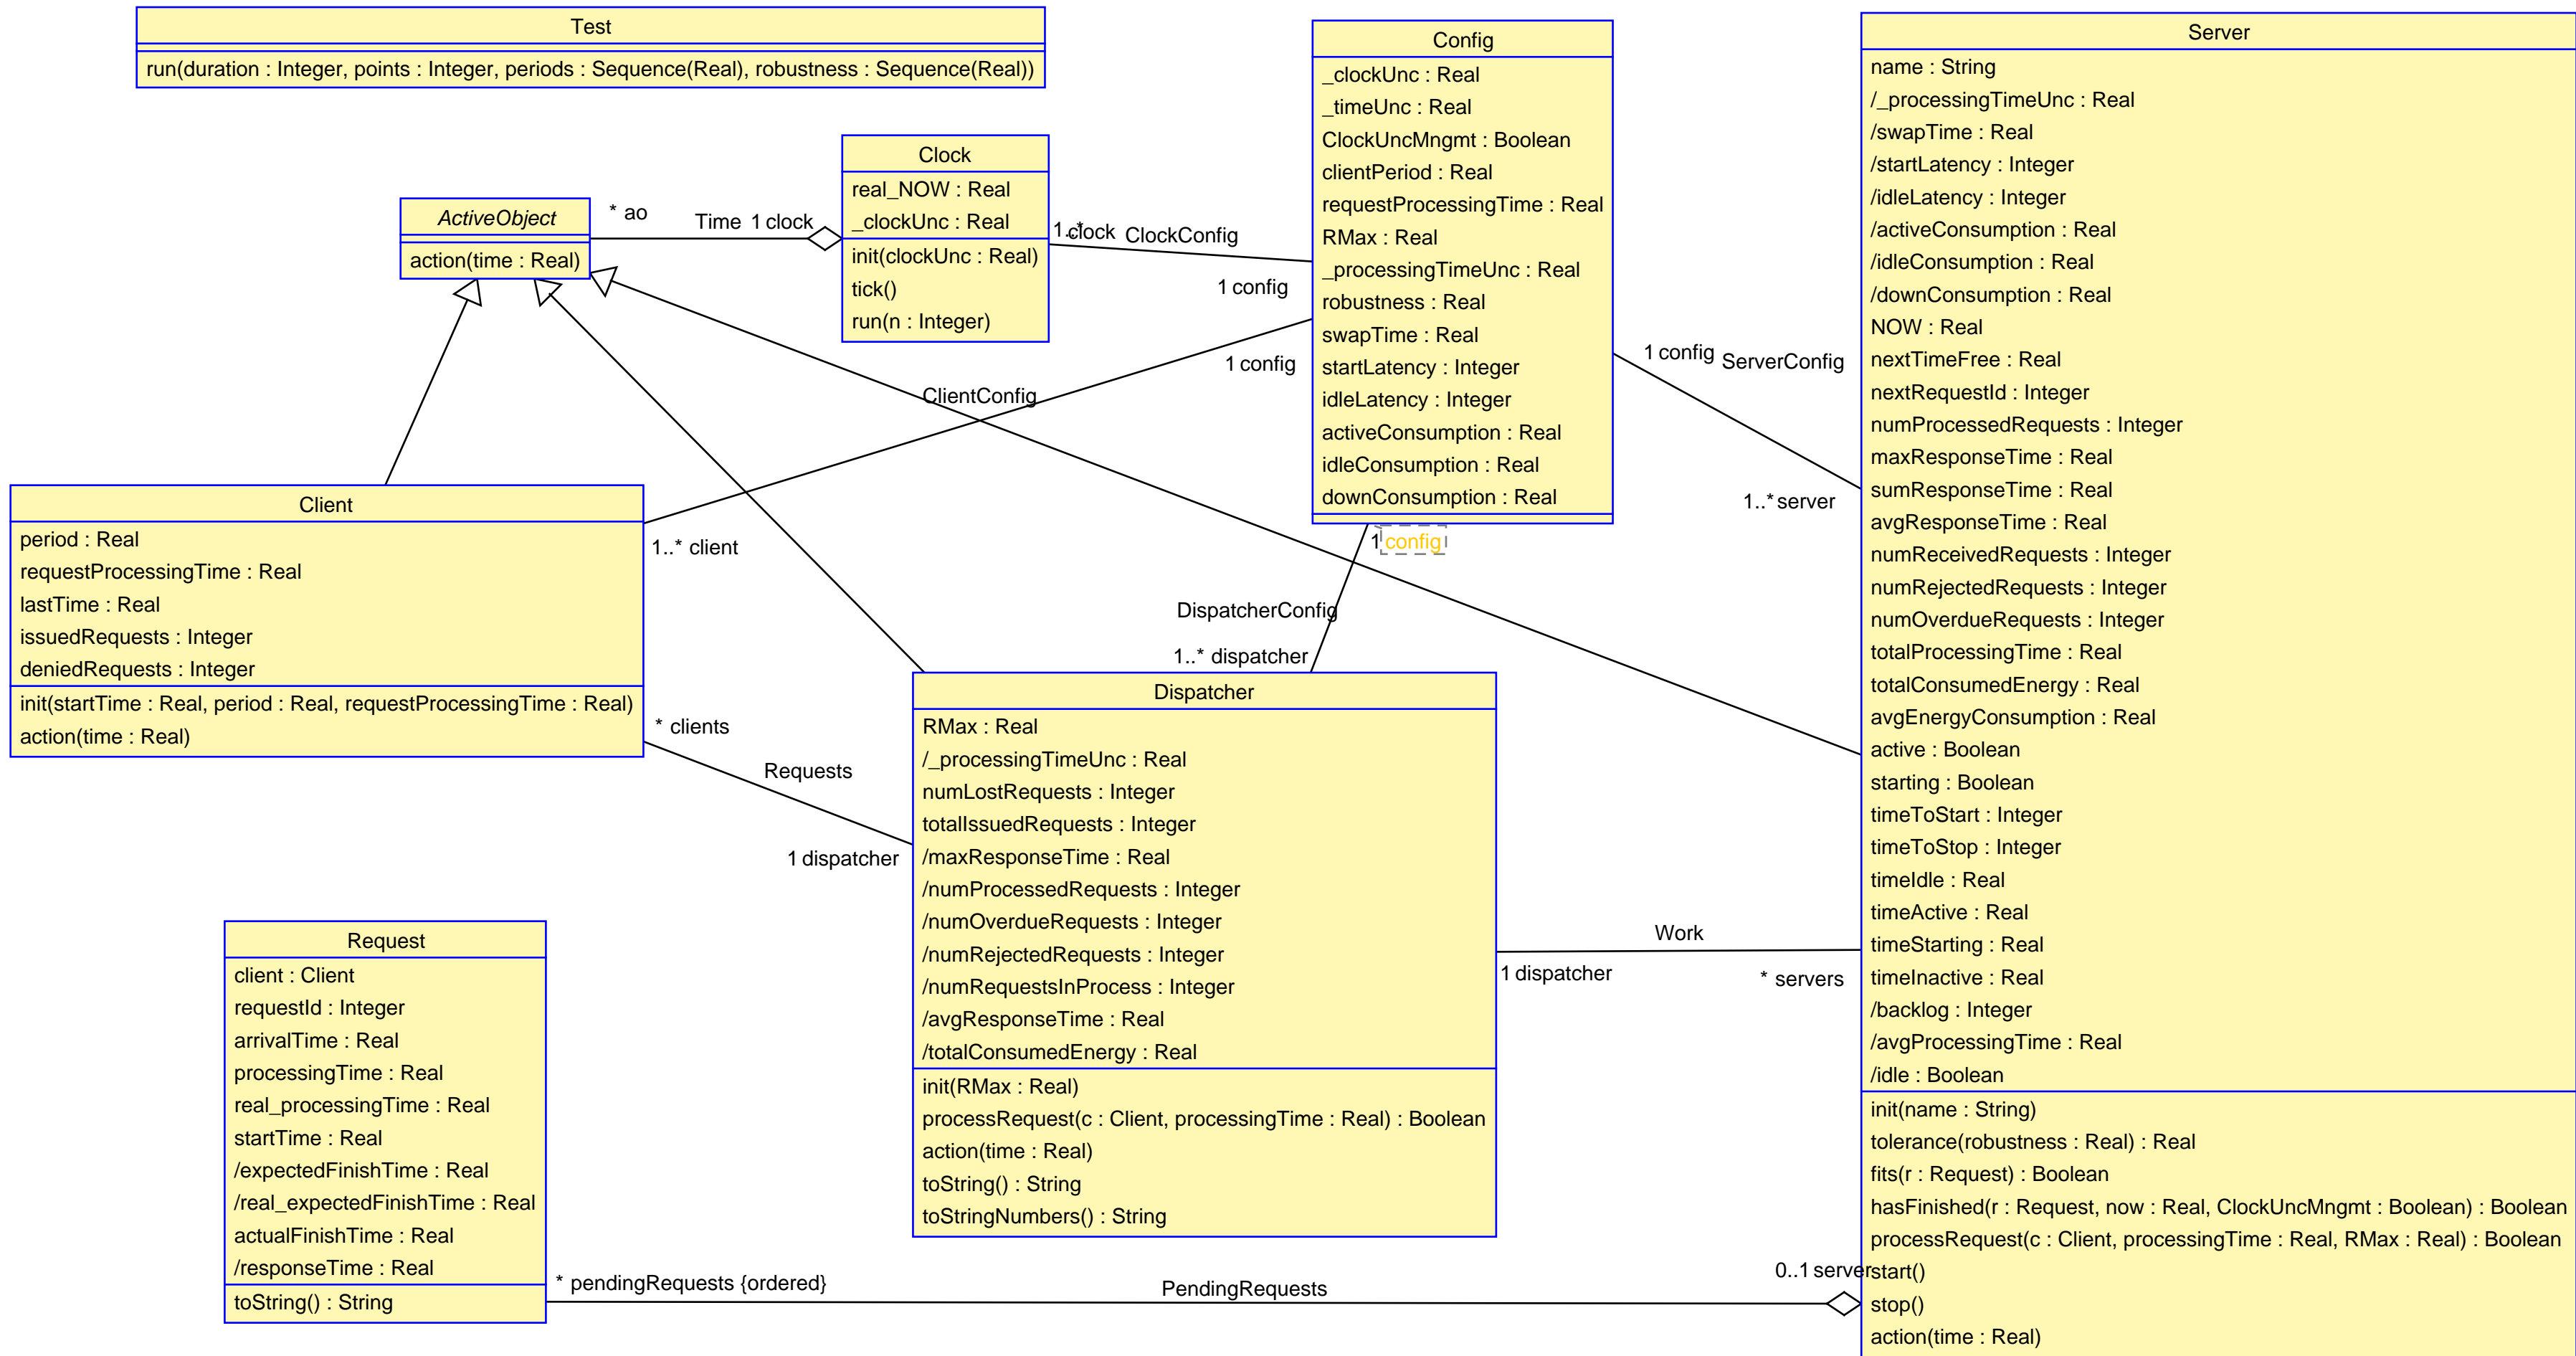 Test
run(duration : Integer, points : Integer, periods : Sequence(Real), robustness : Sequence(Real))
ActiveObject
action(time : Real)
* ao
Time
1 clock
Clock
real_NOW : Real
_clockUnc : Real
init(clockUnc : Real)
tick()
run(n : Integer)
1..*
clock
ClockConfig
1 config
Config
_clockUnc : Real
_timeUnc : Real
ClockUncMngmt : Boolean
clientPeriod : Real
requestProcessingTime : Real
RMax : Real
_processingTimeUnc : Real
robustness : Real
swapTime : Real
startLatency : Integer
idleLatency : Integer
activeConsumption : Real
idleConsumption : Real
downConsumption : Real
1 config
ClientConfig
1..* client
1 config
ServerConfig
1..* server
1 config
DispatcherConfig
1..* dispatcher
Client
period : Real
requestProcessingTime : Real
lastTime : Real
issuedRequests : Integer
deniedRequests : Integer
init(startTime : Real, period : Real, requestProcessingTime : Real)
action(time : Real)
* clients
Requests
1 dispatcher
Dispatcher
RMax : Real
/_processingTimeUnc : Real
numLostRequests : Integer
totalIssuedRequests : Integer
/maxResponseTime : Real
/numProcessedRequests : Integer
/numOverdueRequests : Integer
/numRejectedRequests : Integer
/numRequestsInProcess : Integer
/avgResponseTime : Real
/totalConsumedEnergy : Real
init(RMax : Real)
processRequest(c : Client, processingTime : Real) : Boolean
action(time : Real)
toString() : String
toStringNumbers() : String
Work
1 dispatcher
* servers
Request
client : Client
requestId : Integer
arrivalTime : Real
processingTime : Real
real_processingTime : Real
startTime : Real
/expectedFinishTime : Real
/real_expectedFinishTime : Real
actualFinishTime : Real
/responseTime : Real
toString() : String
* pendingRequests {ordered}
PendingRequests
0..1 server
Server
name : String
/_processingTimeUnc : Real
/swapTime : Real
/startLatency : Integer
/idleLatency : Integer
/activeConsumption : Real
/idleConsumption : Real
/downConsumption : Real
NOW : Real
nextTimeFree : Real
nextRequestId : Integer
numProcessedRequests : Integer
maxResponseTime : Real
sumResponseTime : Real
avgResponseTime : Real
numReceivedRequests : Integer
numRejectedRequests : Integer
numOverdueRequests : Integer
totalProcessingTime : Real
totalConsumedEnergy : Real
avgEnergyConsumption : Real
active : Boolean
starting : Boolean
timeToStart : Integer
timeToStop : Integer
timeIdle : Real
timeActive : Real
timeStarting : Real
timeInactive : Real
/backlog : Integer
/avgProcessingTime : Real
/idle : Boolean
init(name : String)
tolerance(robustness : Real) : Real
fits(r : Request) : Boolean
hasFinished(r : Request, now : Real, ClockUncMngmt : Boolean) : Boolean
processRequest(c : Client, processingTime : Real, RMax : Real) : Boolean
start()
stop()
action(time : Real)